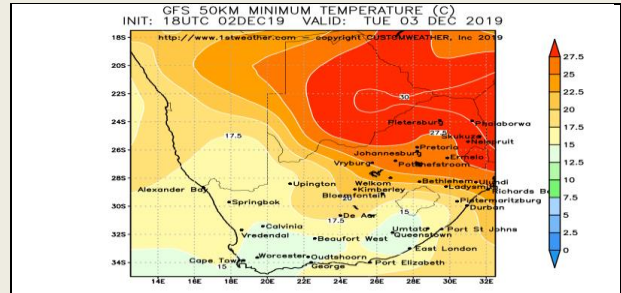 GFS 50KM MINIMUM TEMPERATURE (C)
INIT: 18UTC 02DEC19 VALID: TUE 03 DEC 2019
http://www.1stweather.com - copyright CUSTOMWEATHER, Inc 2019
18S
20S
22S
24S
26S
28S
30S
32S
34S
14E 16E 18E 20E 22E 24E 26E 28E 30E 32E
27.5
25
22.5
20
17.5
15
12.5
10
7.5
5
2.5
0
30
Pietersburg Phalaborwa
27.5 Skukuza
Nelspruit
17.5
Pretoria
Johannesburg
Ermelo
Vryburg Potchefstroom
Welkom Bethlehem Ulundi
Alexander Bay Upington Kimberley Ladysmith
Richards B
Springbok 20 Bloemfontein Pietermaritzburg
Durban
17.5 De Aar 15
Calvinia Umtata Port St Johns
Vredendal Beaufort West Queenstown
East London
Worcester Oudtshoorn
Cape Town George Port Elizabeth
15